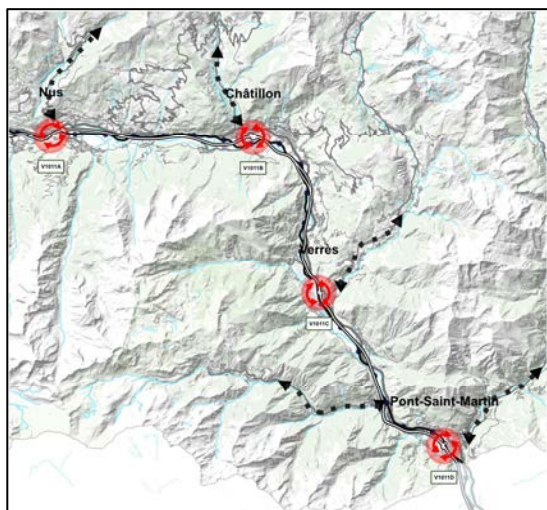 Nus
Châtillon
V1011A
V1011B
Verrès
V1011C
Pont-Saint-Martin
V1011D